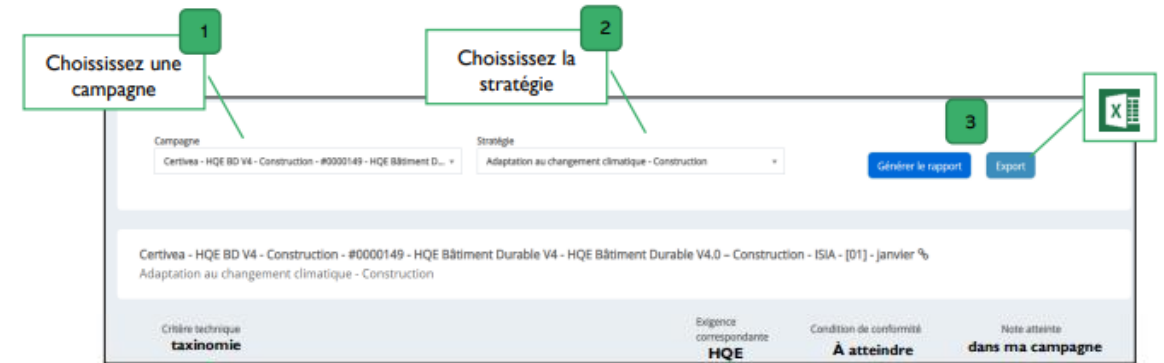 1
Choississez une
campagne
2
Choississez la
stratégie
3
X
Campagne
Certivea - HQE BD V4 - Construction - #0000149 - HQE Bâtiment D...
Stratégie
Adaptation au changement climatique - Construction
Générer le rapport
Export
Certivea - HQE BD V4 - Construction - #0000149 - HQE Bâtiment Durable V4 - HQE Bâtiment Durable V4.0 – Construction - ISIA - [01] - janvier
Adaptation au changement climatique - Construction
Critère technique
taxinomie
Exigence
correspondante
HQE
Condition de conformité
À atteindre
Note atteinte
dans ma campagne